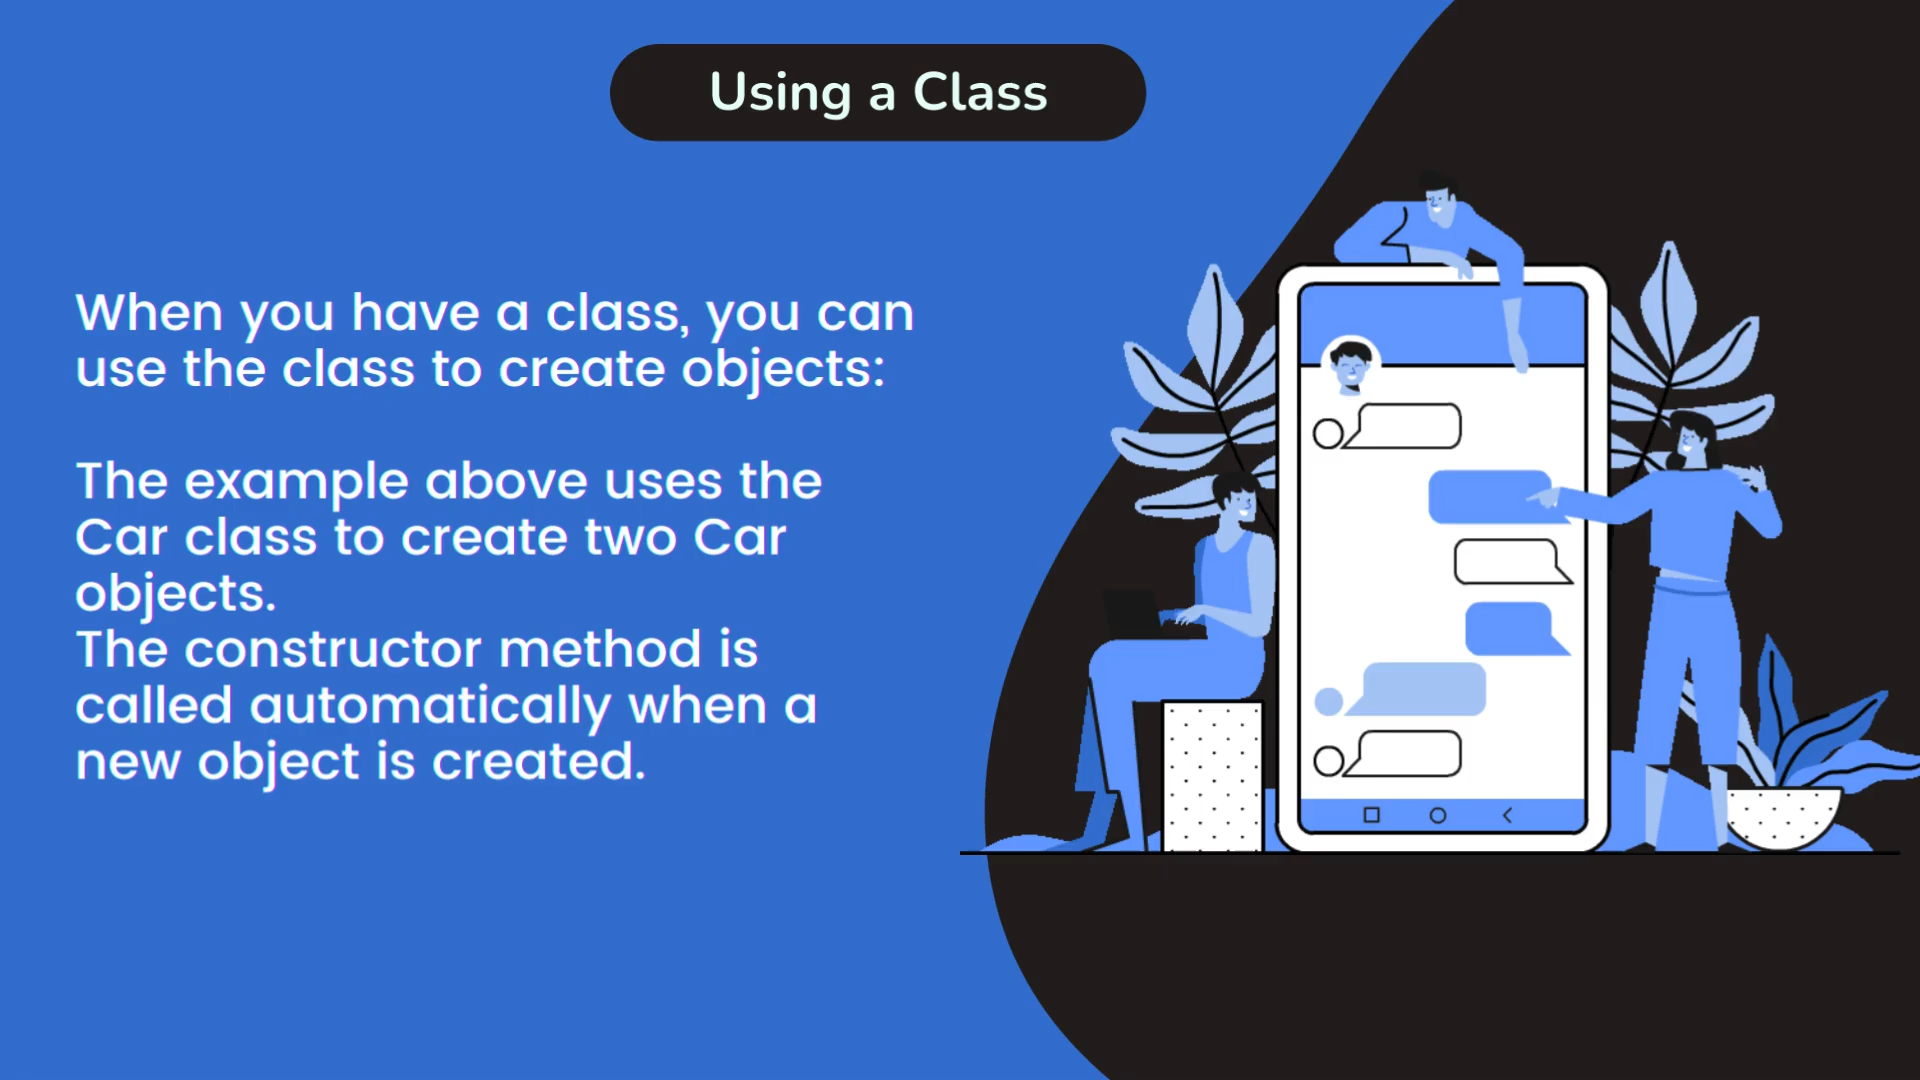 Using a Class
When you have a class, you can
use the class to create objects:
The example above uses the
Car class to create two Car
objects.
The constructor method is
called automatically when a
new object is created.